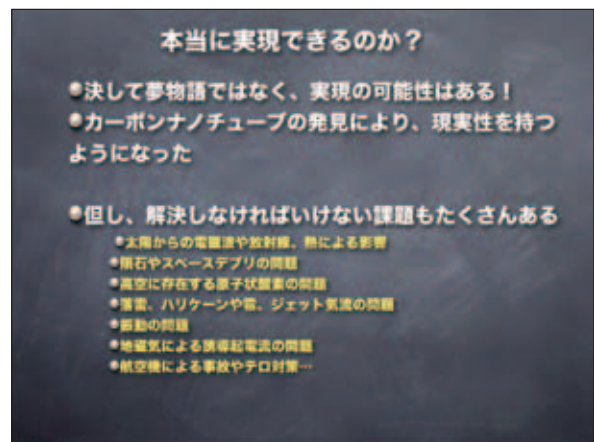 本当に実現できるのか？
●決して夢物語ではなく、実現の可能性はある！
●カーボンナノチューブの発見により、現実性を持つ
ようになった
●但し、解決しなければいけない課題もたくさんある
●太陽からの電磁波や放射線、熱による影響
●隕石やスペースデブリの問題
●高空に存在する原子状酸素の問題
●落雷、ハリケーンや雹、ジェット気流の問題
●振動の問題
●地磁気による誘導起電流の問題
●航空機による事故やテロ対策…